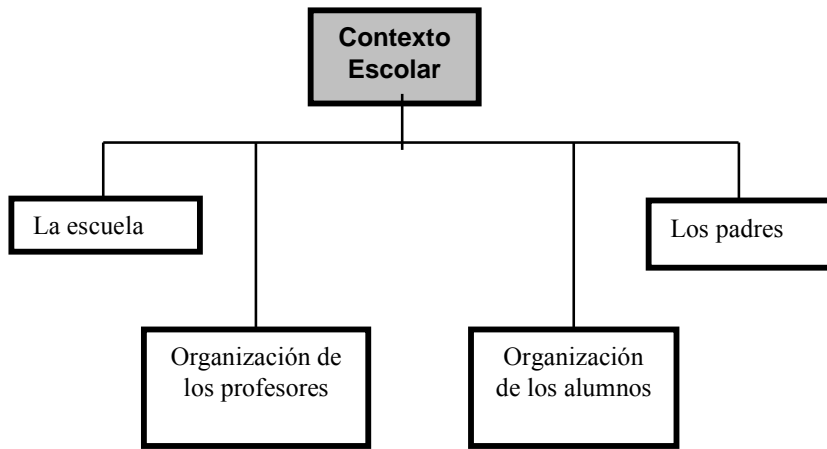 Contexto
Escolar
La escuela
Los padres
Organización de
los profesores
Organización
de los alumnos